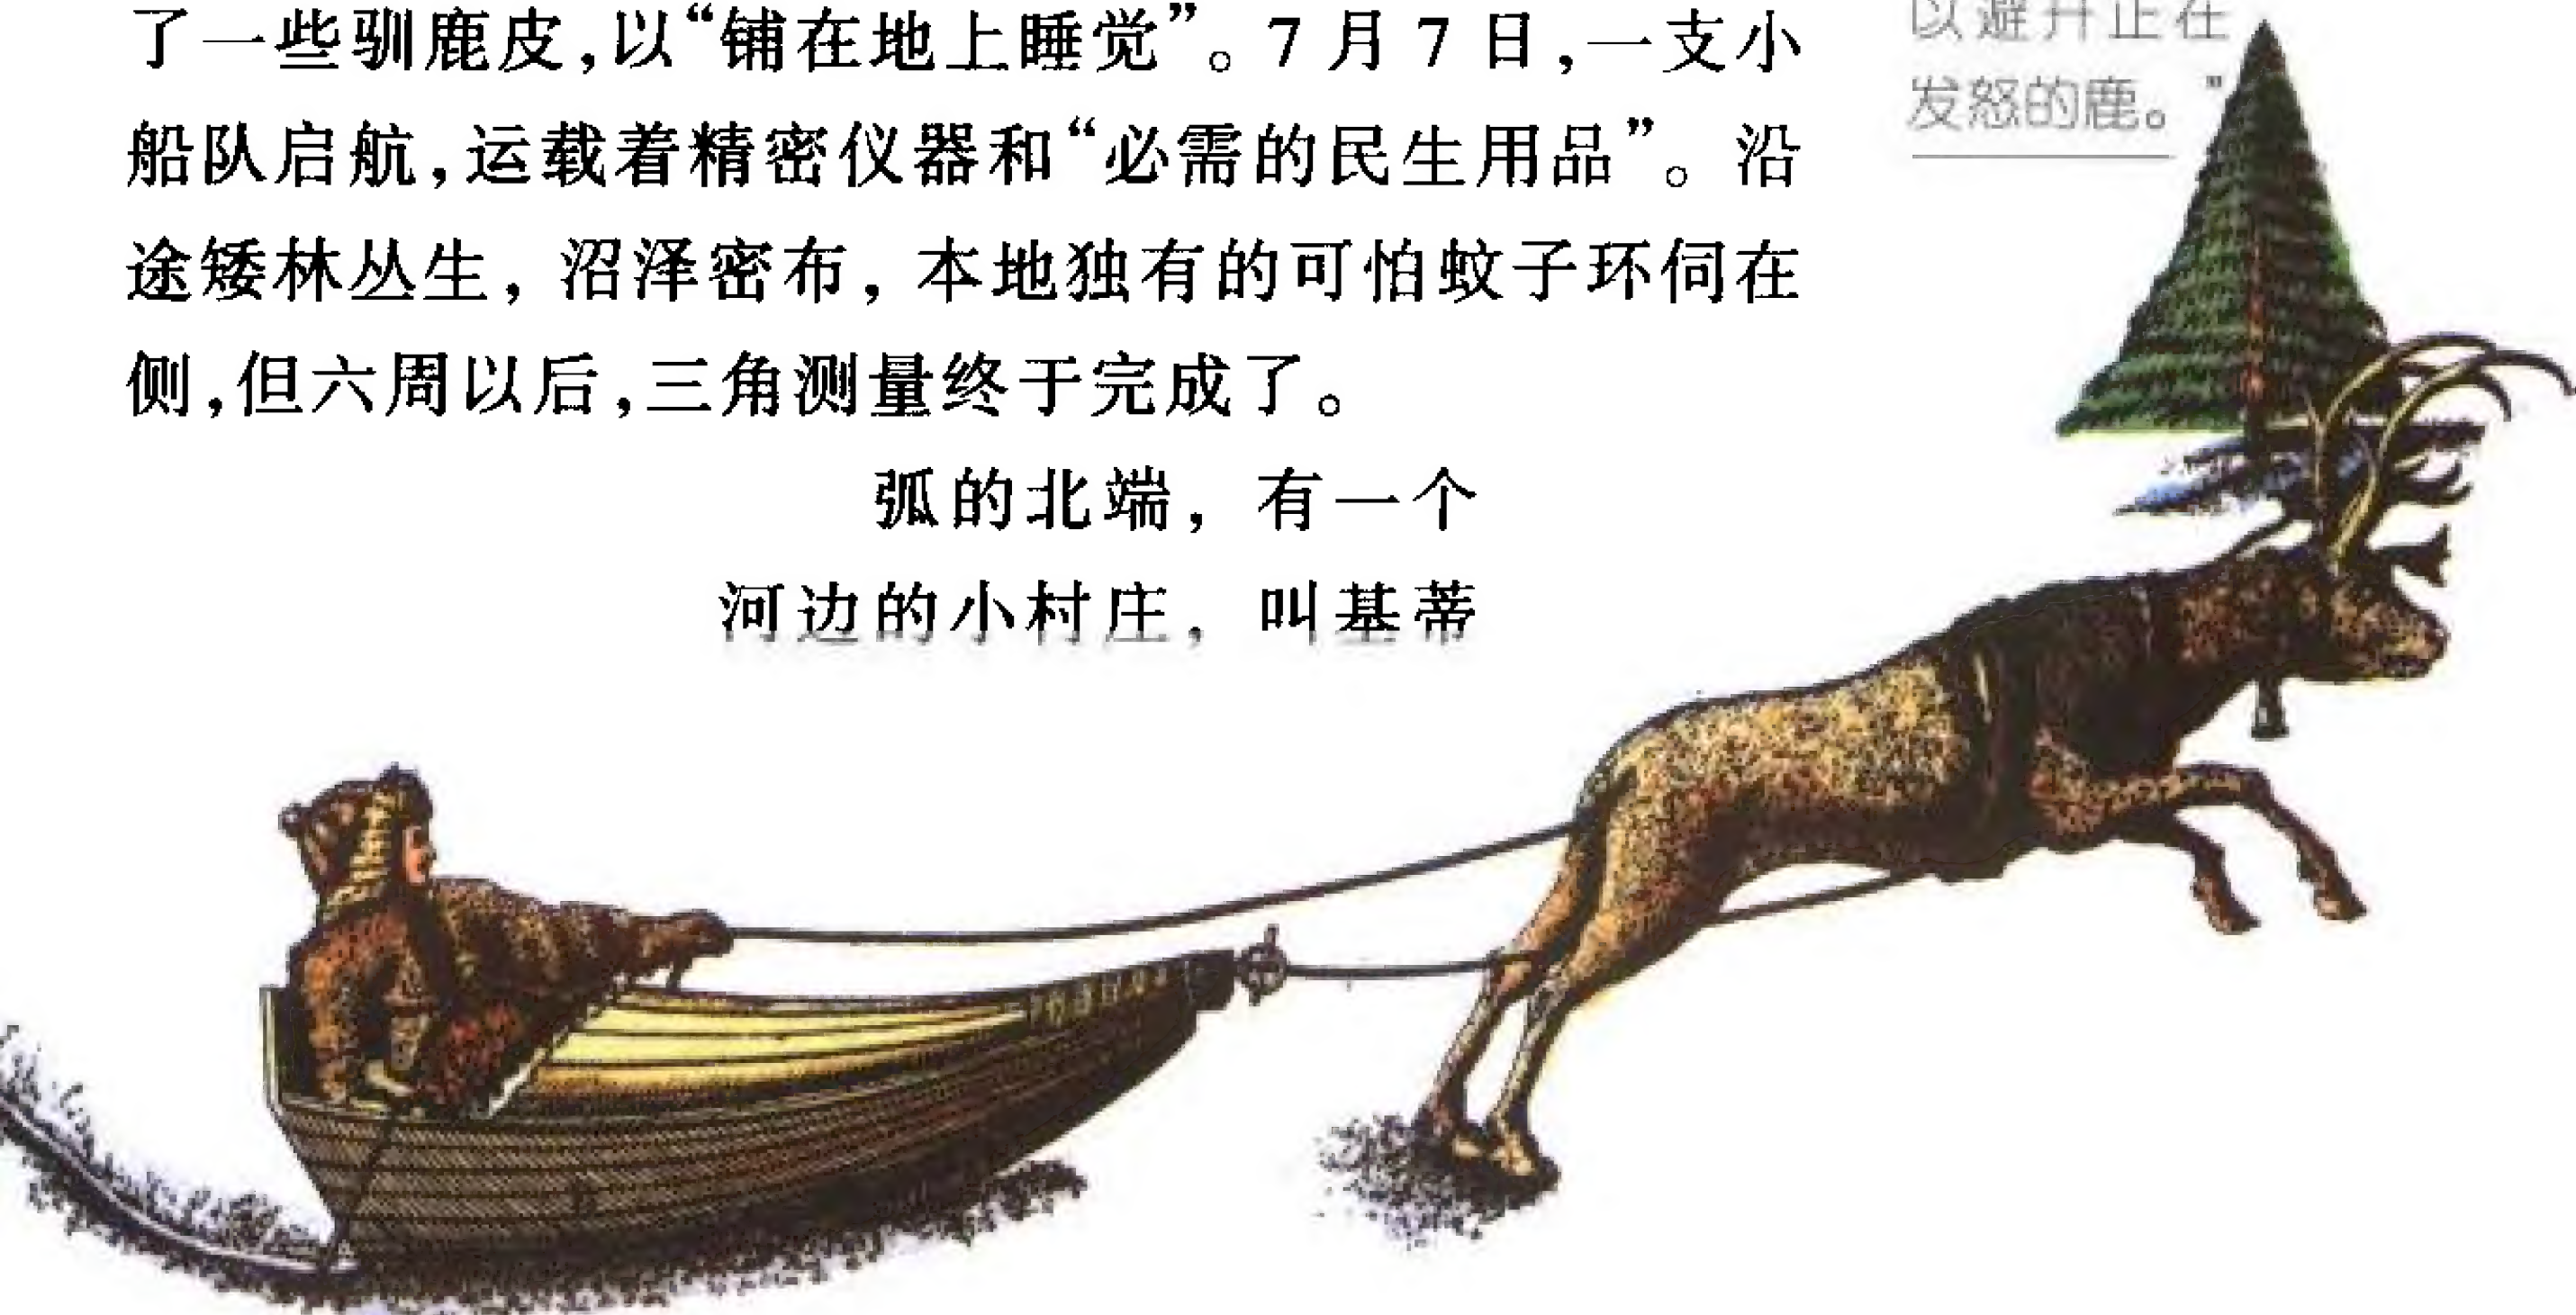 了一些驯鹿皮,以“铺在地上睡觉”。7月7日,一支小
船队启航,运载着精密仪器和“必需的民生用品”。沿
途矮林丛生,沼泽密布,本地独有的可怕蚊子环伺在
侧,但六周以后,三角测量终于完成了。
弧的北端,有一个
河边的小村庄,叫基蒂
以避开正在
发怒的鹿。”